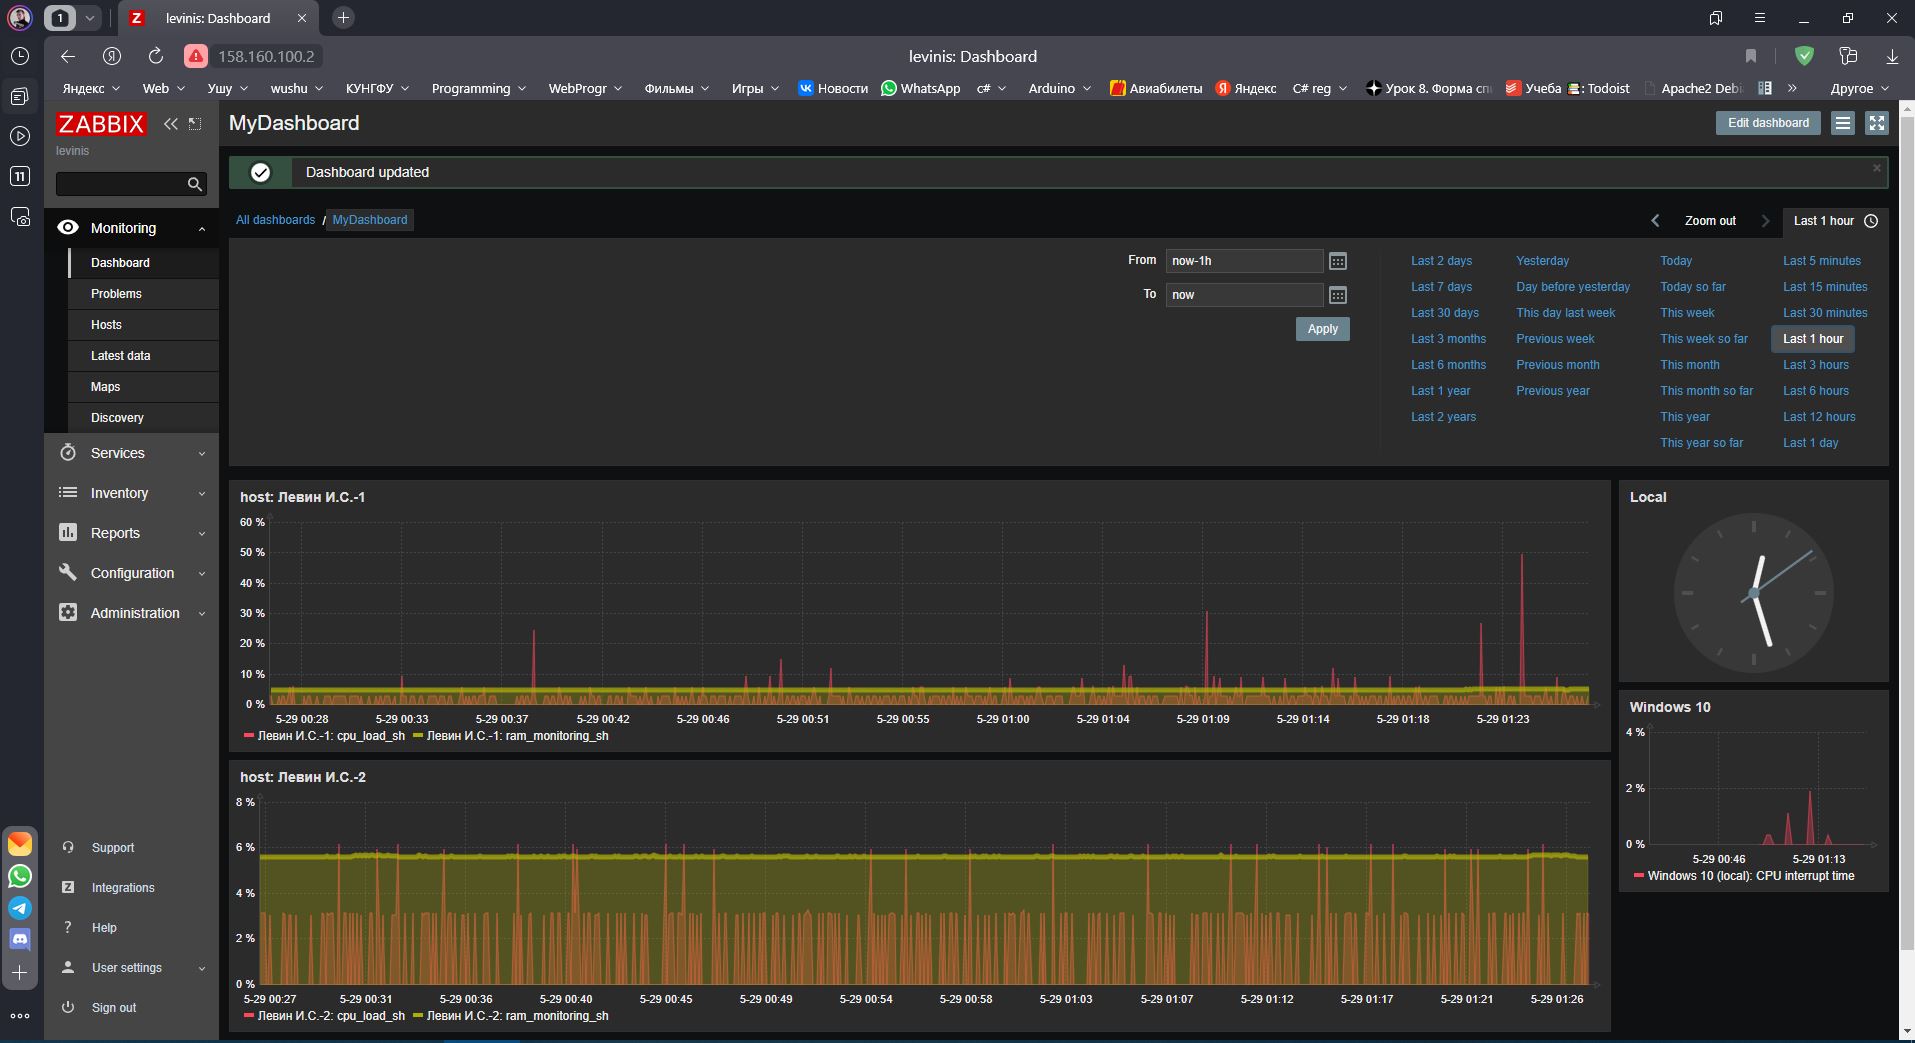 1
levinis: Dashboard
158.160.100.2
levinis: Dashboard
Яндекс Web Ушу wushu КУНГФУ Programming WebProgr Фильмы Игры Новости WhatsApp c# Arduino Авиабилеты Яндекс C# reg Урок 8. Форма Учеба : Todoist Apache2 Другое
11
ZABBIX
levinis
MyDashboard
Edit dashboard
Dashboard updated
All dashboards / MyDashboard
Zoom out
Last 1 hour
Monitoring
Dashboard
Problems
Hosts
Latest data
Maps
Discovery
Services
Inventory
Reports
Configuration
Administration
Support
Integrations
Help
User settings
Sign out
From now-1h
To now
Apply
Last 2 days Yesterday Today Last 5 minutes
Last 7 days Day before yesterday Today so far Last 15 minutes
Last 30 days This day last week This week Last 30 minutes
Last 3 months Previous week This week so far Last 1 hour
Last 6 months Previous month This month Last 3 hours
Last 1 year Previous year This month so far Last 6 hours
Last 2 years This year Last 12 hours
This year so far Last 1 day
host: Левин И.С.-1
60 %
50 %
40 %
30 %
20 %
10 %
0 %
5-29 00:28 5-29 00:33 5-29 00:37 5-29 00:42 5-29 00:46 5-29 00:51 5-29 00:55 5-29 01:00 5-29 01:04 5-29 01:09 5-29 01:14 5-29 01:18 5-29 01:23
Левин И.С.-1: cpu_load_sh Левин И.С.-1: ram_monitoring_sh
host: Левин И.С.-2
8 %
6 %
4 %
2 %
0 %
5-29 00:27 5-29 00:31 5-29 00:36 5-29 00:40 5-29 00:45 5-29 00:49 5-29 00:54 5-29 00:58 5-29 01:03 5-29 01:07 5-29 01:12 5-29 01:17 5-29 01:21 5-29 01:26
Левин И.С.-2: cpu_load_sh Левин И.С.-2: ram_monitoring_sh
Local
Windows 10
4 %
2 %
0 %
5-29 00:46 5-29 01:13
Windows 10 (local): CPU interrupt time